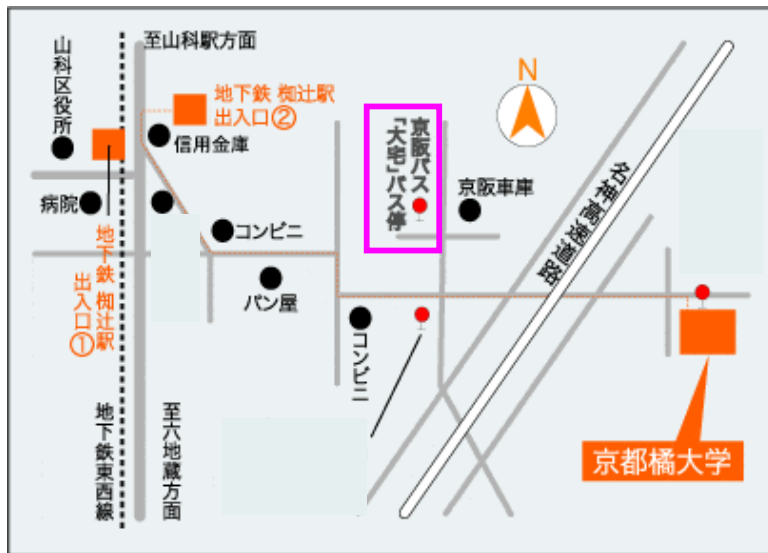 至山科駅方面
山科区役所
地下鉄 椥辻駅
出入口②
信用金庫
N
京阪バス
「大宅」バス停
京阪車庫
名神高速道路
病院
コンビニ
パン屋
地下鉄 椥辻駅
出入口①
コンビニ
地下鉄東西線
至六地蔵方面
京都橘大学